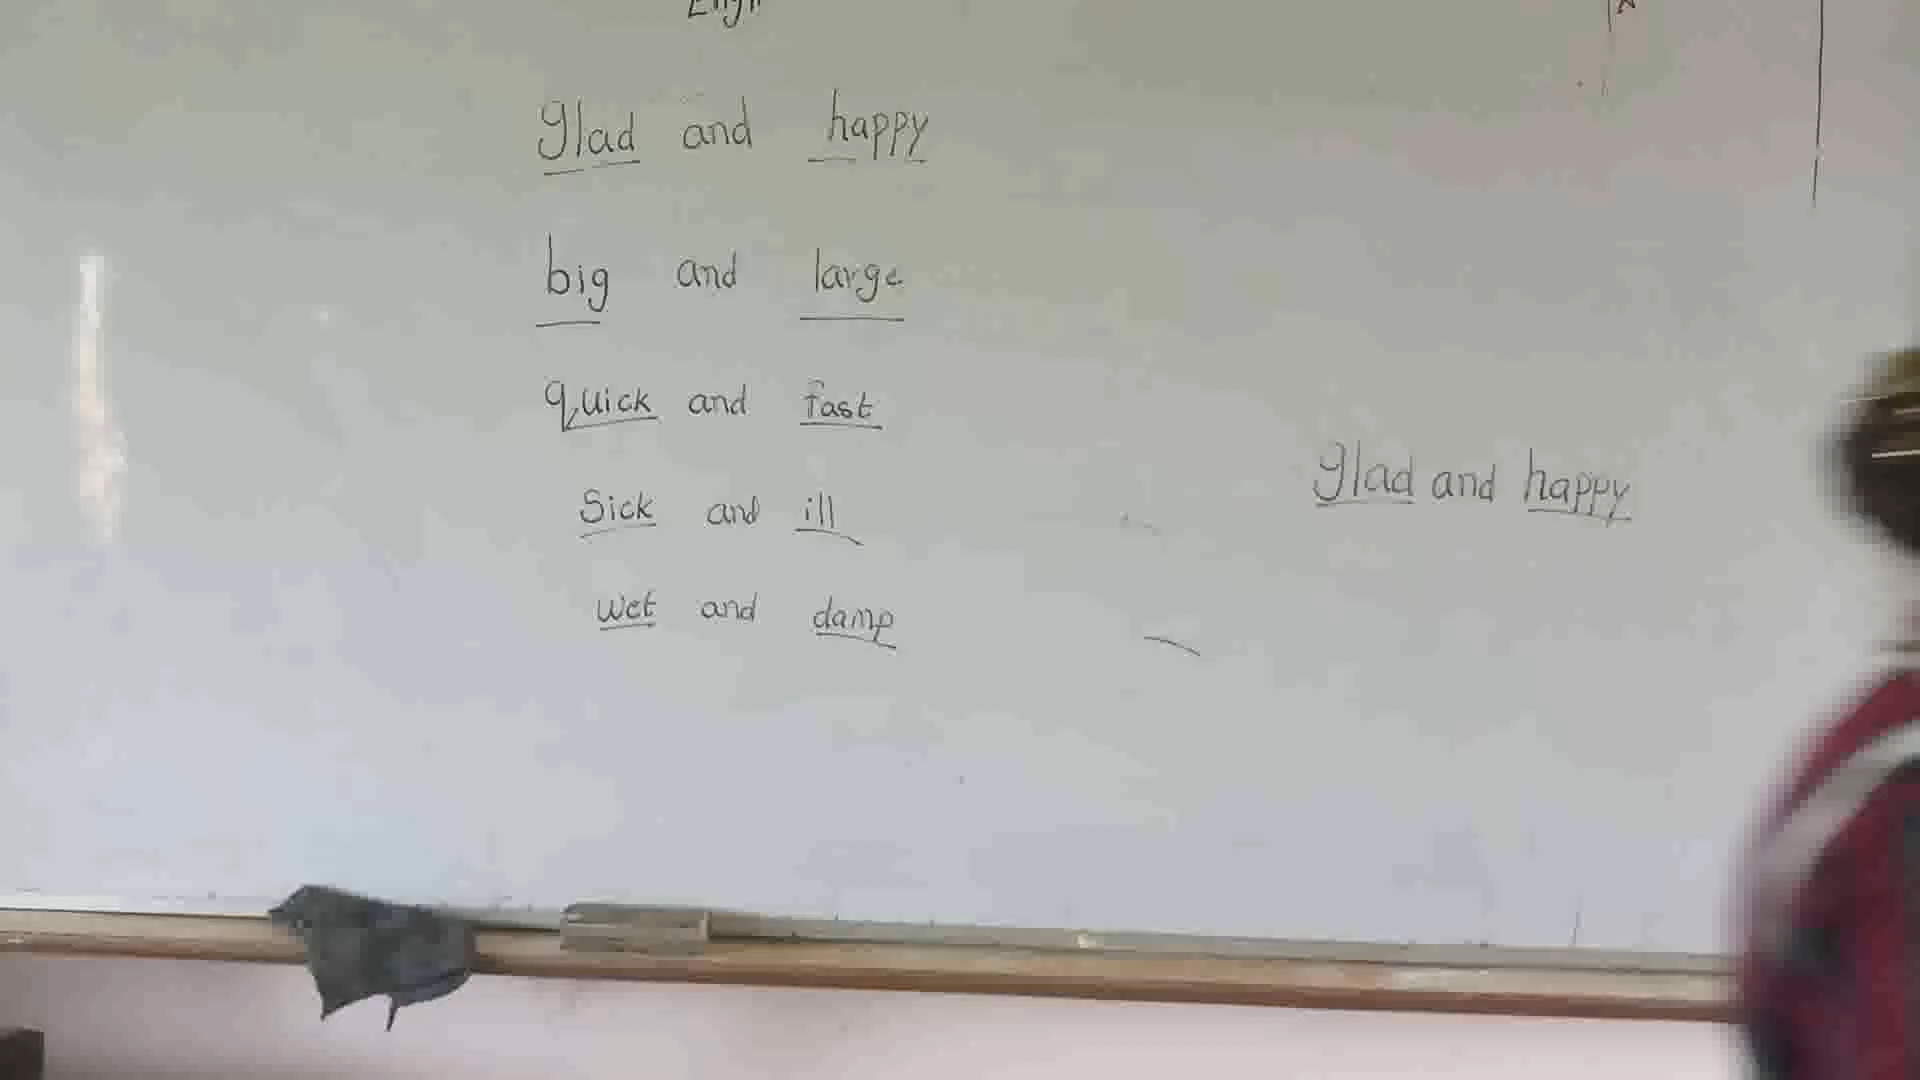 glad and happy
big and large
quick and fast
Sick and ill
wet and damp
glad and happy